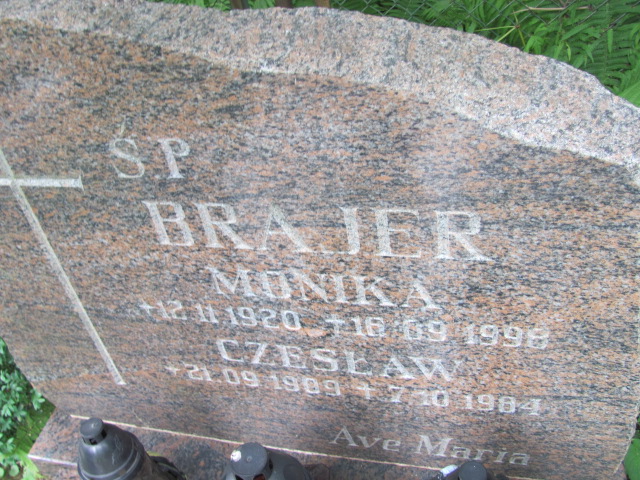 ŚP
BRAJER
MONIKA
+12.11.1920 +16.09.1998
CZESŁAW
+21.09.1909 +7.10.1984
Ave Maria